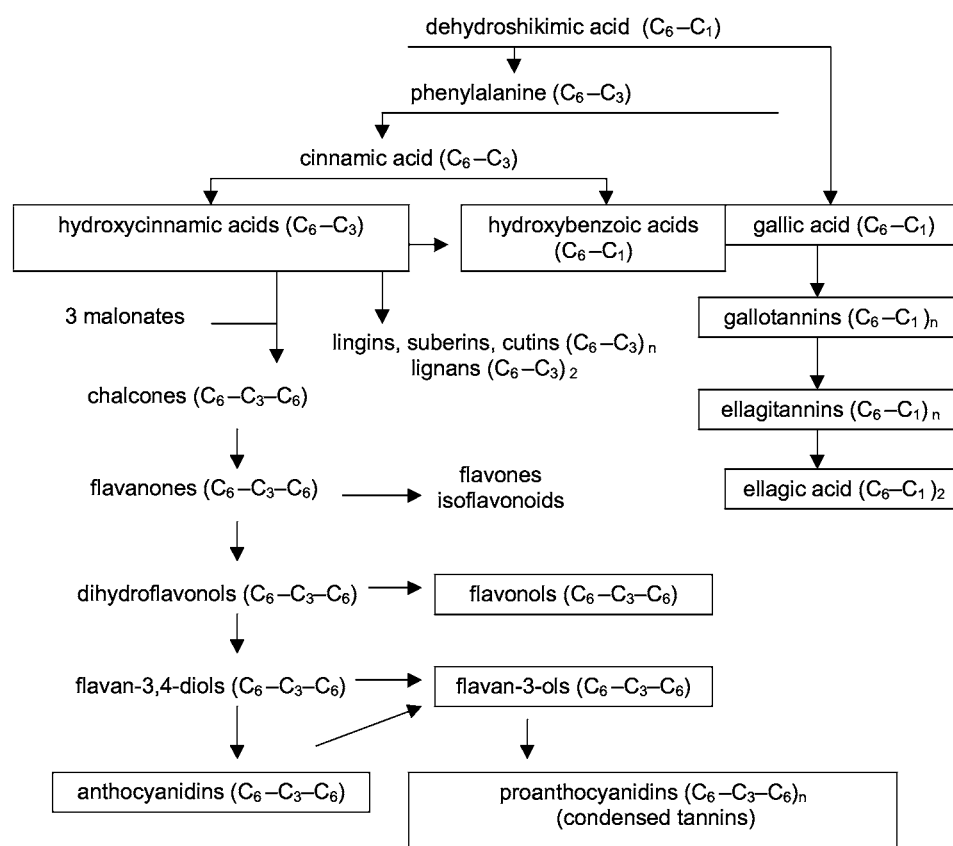 dehydroshikimic acid (C₆–C₁)
phenylalanine (C₆–C₃)
cinnamic acid (C₆–C₃)
hydroxycinnamic acids (C₆–C₃)
hydroxybenzoic acids
(C₆–C₁)
gallic acid (C₆–C₁)
3 malonates
gallotannins (C₆–C₁)ₙ
lingins, suberins, cutins (C₆–C₃)ₙ
lignans (C₆–C₃)₂
chalcones (C₆–C₃–C₆)
ellagitannins (C₆–C₁)ₙ
flavanones (C₆–C₃–C₆)
flavones
isoflavonoids
ellagic acid (C₆–C₁)₂
dihydroflavonols (C₆–C₃–C₆)
flavonols (C₆–C₃–C₆)
flavan-3,4-diols (C₆–C₃–C₆)
flavan-3-ols (C₆–C₃–C₆)
anthocyanidins (C₆–C₃–C₆)
proanthocyanidins (C₆–C₃–C₆)ₙ
(condensed tannins)